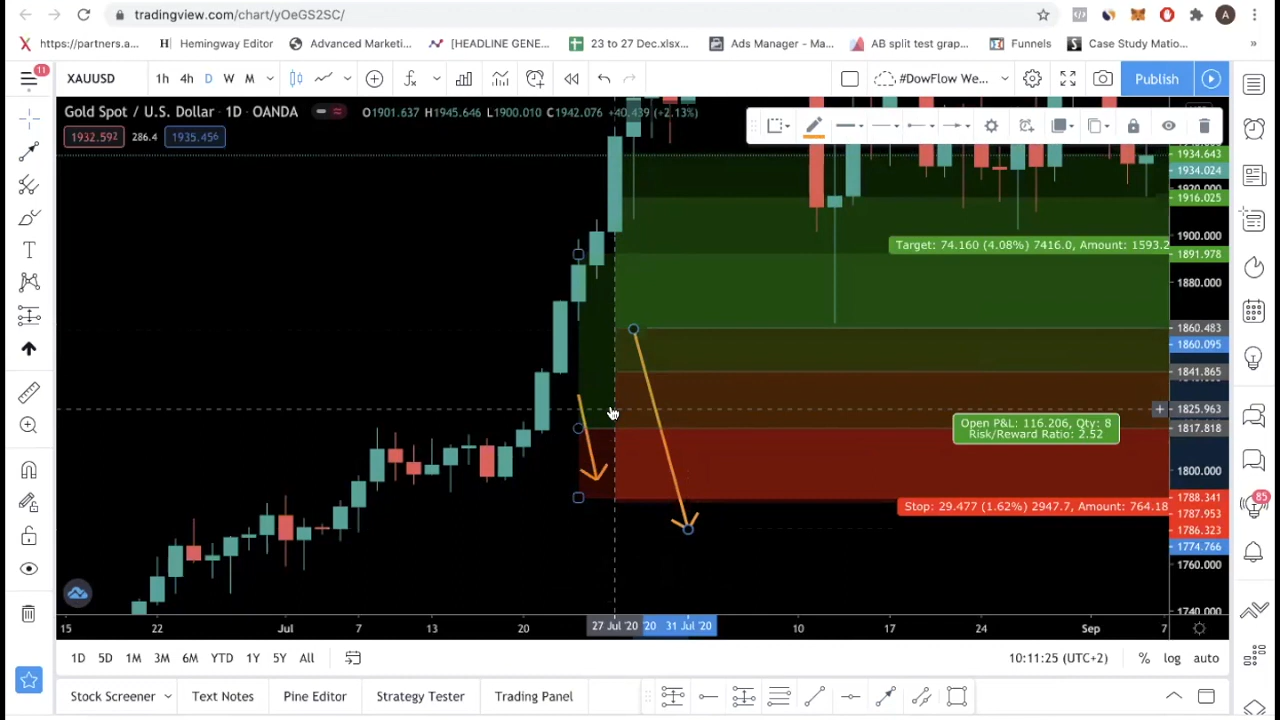 tradingview.com/chart/yOeGS2SC/
A
https://partners.a...
Hemingway Editor
Advanced Marketi...
[HEADLINE GENE...
23 to 27 Dec.xlsx...
Ads Manager - Ma...
AB split test grap...
Funnels
Case Study Matio...
»
11
XAUUSD
1h 4h D W M
#DowFlow We...
Publish
Gold Spot / U.S. Dollar · 1D · OANDA
O1901.637 H1945.646 L1900.010 C1942.076 +40.439 (+2.13%)
1932.592 286.4 1935.456
1934.643
1934.024
1920.000
1916.025
1900.000
Target: 74.160 (4.08%) 7416.0, Amount: 1593.2
1891.978
1880.000
1860.483
1860.095
1841.865
1825.963
Open P&L: 116.206, Qty: 8
Risk/Reward Ratio: 2.52
1817.818
1800.000
85
1788.341
Stop: 29.477 (1.62%) 2947.7, Amount: 764.18
1787.953
1786.323
1774.766
1760.000
1740.000
15 22 Jul 7 13 20 27 Jul '20 '20 31 Jul '20 10 17 24 Sep 7
1D 5D 1M 3M 6M YTD 1Y 5Y All
10:11:25 (UTC+2) % log auto
Stock Screener Text Notes Pine Editor Strategy Tester Trading Panel